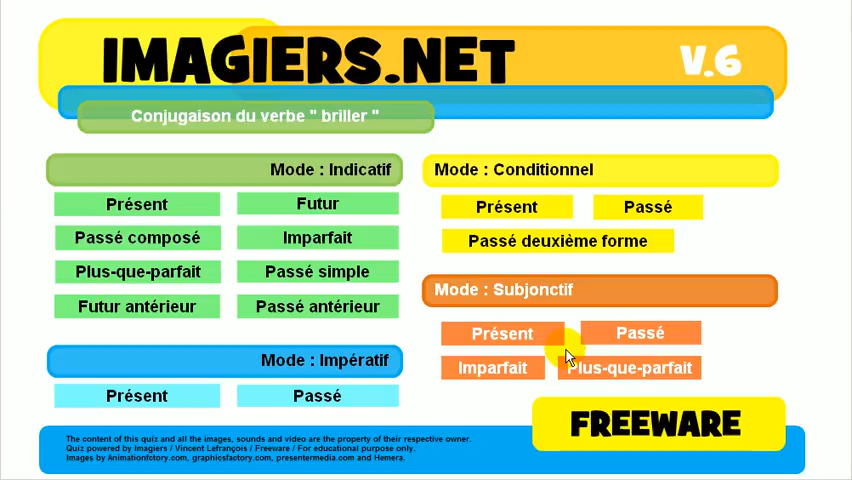 IMAGIERS.NET
V.6
Conjugaison du verbe " briller "
Mode : Indicatif
Présent
Futur
Passé composé
Imparfait
Plus-que-parfait
Passé simple
Futur antérieur
Passé antérieur
Mode : Impératif
Présent
Passé
Mode : Conditionnel
Présent
Passé
Passé deuxième forme
Mode : Subjonctif
Présent
Passé
Imparfait
Plus-que-parfait
The content of this quiz and all the images, sounds and video are the property of their respective owner.
Quiz powered by Imagiers / Vincent Lefrançois / Freeware / For educational purpose only.
Images by Animationfctory.com, graphicsfactory.com, presentermedia.com and Hemera.
FREEWARE